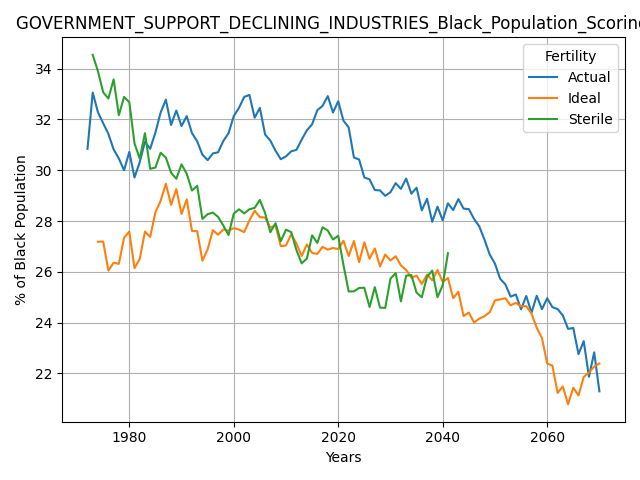 GOVERNMENT_SUPPORT_DECLINING_INDUSTRIES_Black_Population_Scoring
Fertility
Actual
Ideal
Sterile
% of Black Population
34
32
30
28
26
24
22
1980
2000
2020
2040
2060
Years